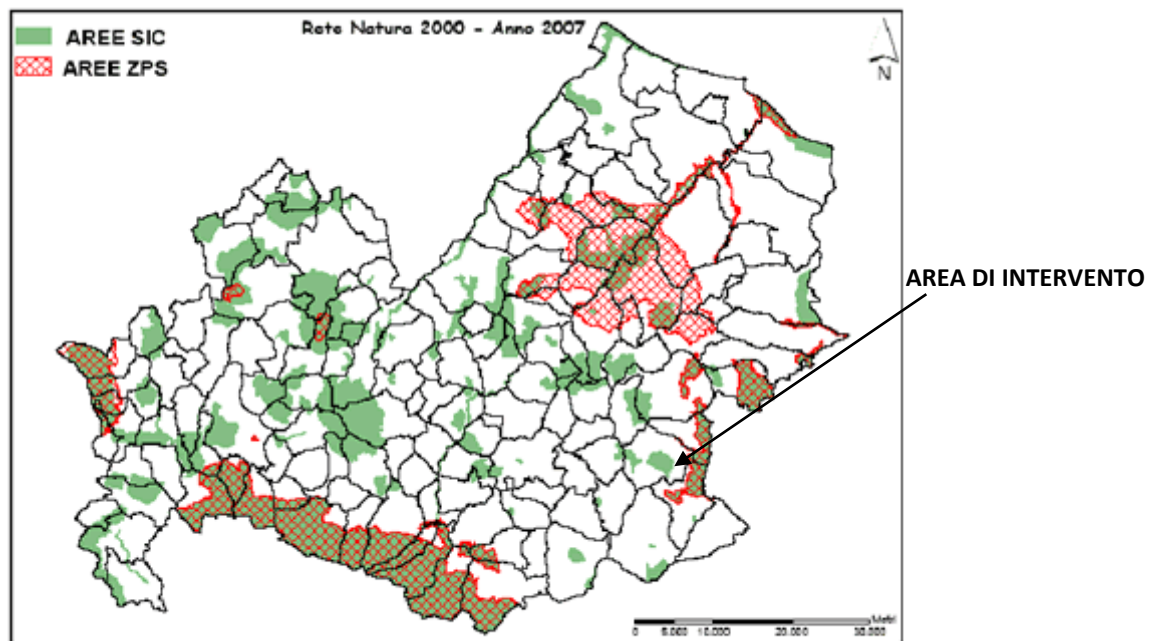 Rete Natura 2000 - Anno 2007
AREE SIC
AREE ZPS
N
AREA DI INTERVENTO
Metri
0 5.000 10.000 20.000 30.000